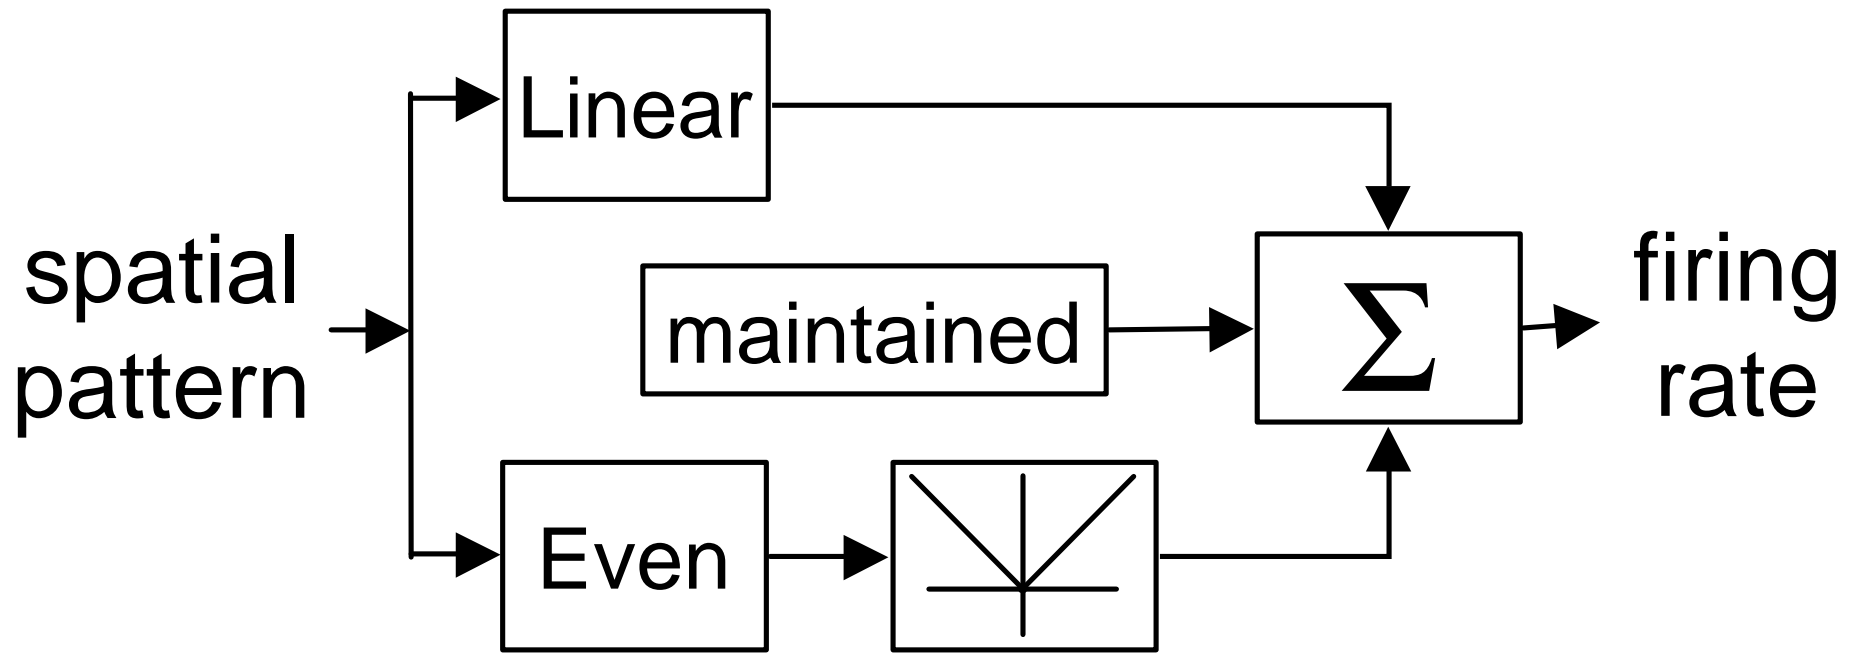 Linear
spatial
pattern
maintained
Σ
firing
rate
Even